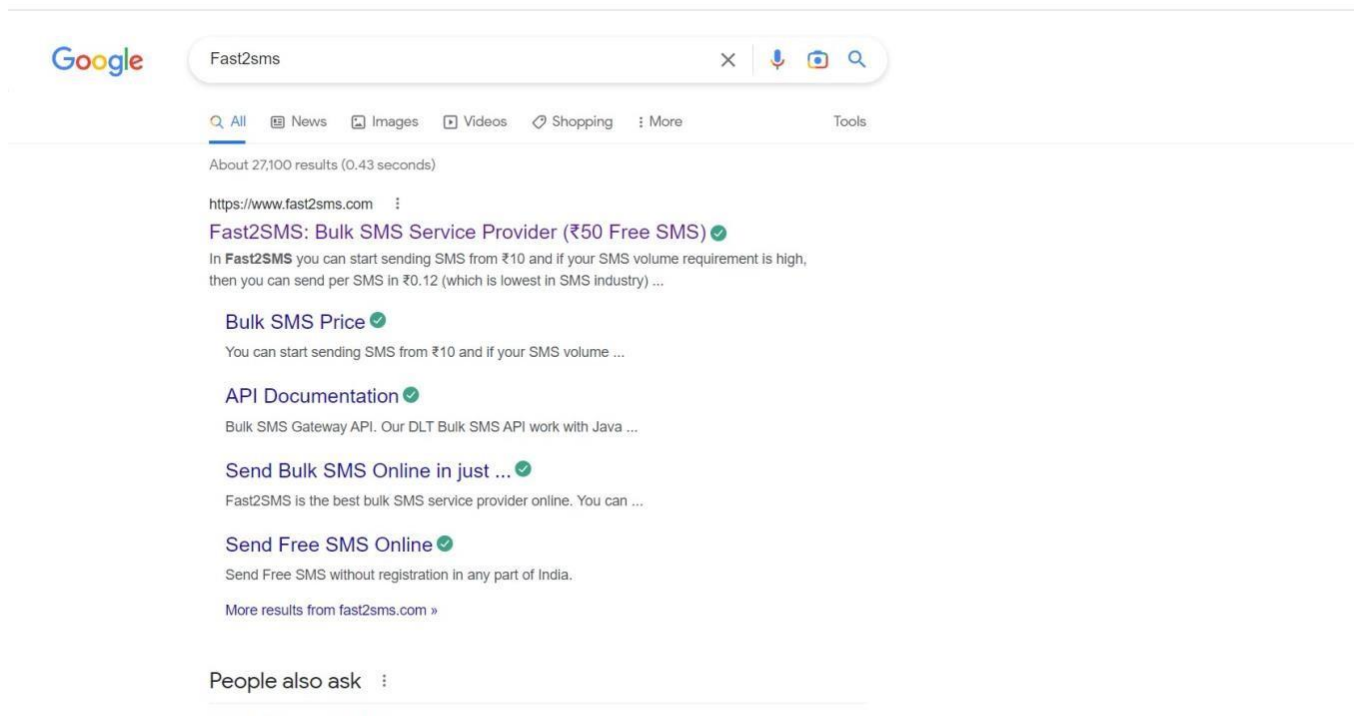 Google
Fast2sms
All News Images Videos Shopping More Tools
About 27,100 results (0.43 seconds)
https://www.fast2sms.com
Fast2SMS: Bulk SMS Service Provider (₹50 Free SMS)
In Fast2SMS you can start sending SMS from ₹10 and if your SMS volume requirement is high,
then you can send per SMS in ₹0.12 (which is lowest in SMS industry) ...
Bulk SMS Price
You can start sending SMS from ₹10 and if your SMS volume ...
API Documentation
Bulk SMS Gateway API. Our DLT Bulk SMS API work with Java ...
Send Bulk SMS Online in just ...
Fast2SMS is the best bulk SMS service provider online. You can ...
Send Free SMS Online
Send Free SMS without registration in any part of India.
More results from fast2sms.com »
People also ask